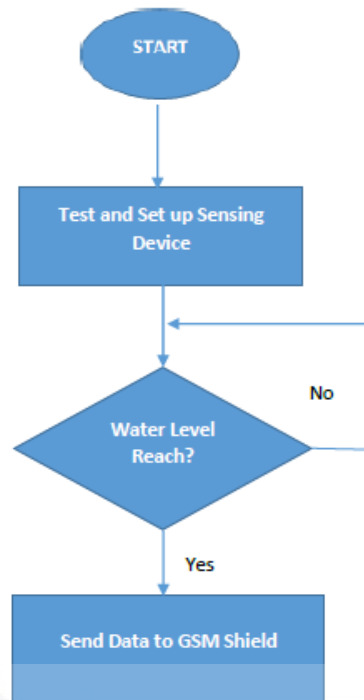 START
Test and Set up Sensing
Device
No
Water Level
Reach?
Yes
Send Data to GSM Shield